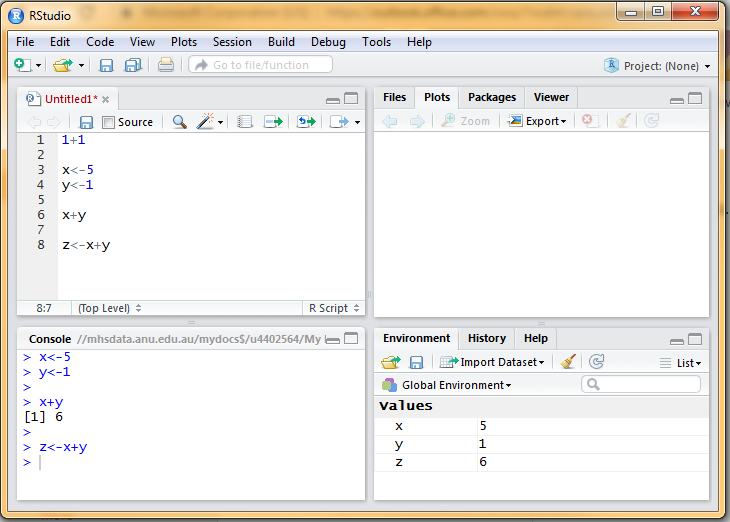 RStudio
File Edit Code View Plots Session Build Debug Tools Help
Go to file/function
Project: (None)
Untitled1*
Source
1 1+1
2
3 x<-5
4 y<-1
5
6 x+y
7
8 z<-x+y
8:7 (Top Level) R Script
Files Plots Packages Viewer
Zoom Export
Console //mhsdata.anu.edu.au/mydocs$/u4402564/My
> x<-5
> y<-1
>
> x+y
[1] 6
>
> z<-x+y
>
Environment History Help
Import Dataset List
Global Environment
Values
x 5
y 1
z 6